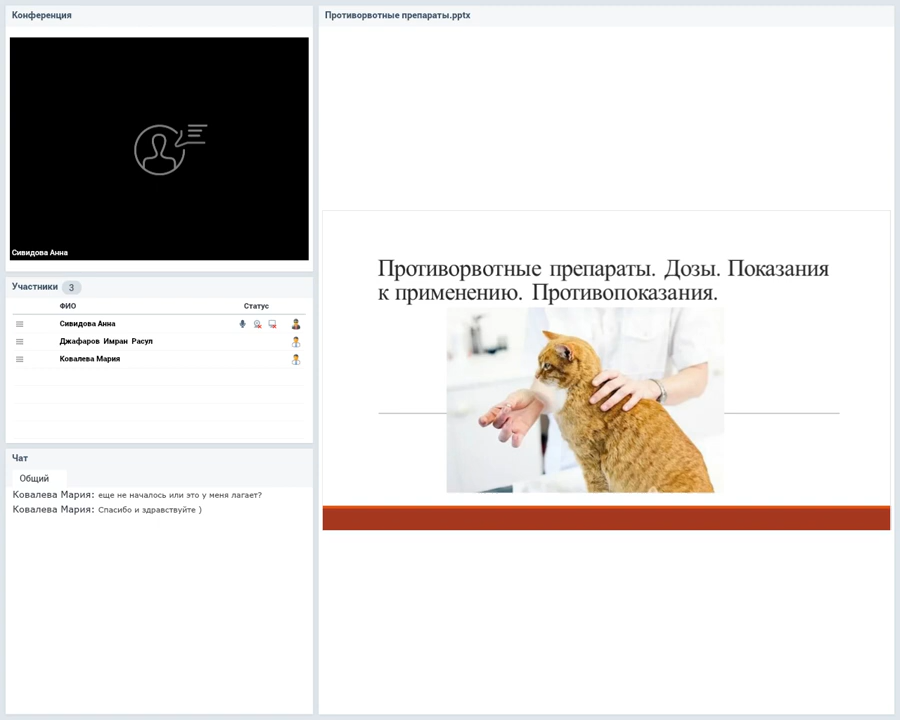 Конференция
Сивидова Анна
Участники 3
ФИО Статус
Сивидова Анна
Джафаров Имран Расул
Ковалева Мария
Чат
Общий
Ковалева Мария: еще не началось или это у меня лагает?
Ковалева Мария: Спасибо и здравствуйте )
Противорвотные препараты.pptx
Противорвотные препараты. Дозы. Показания
к применению. Противопоказания.